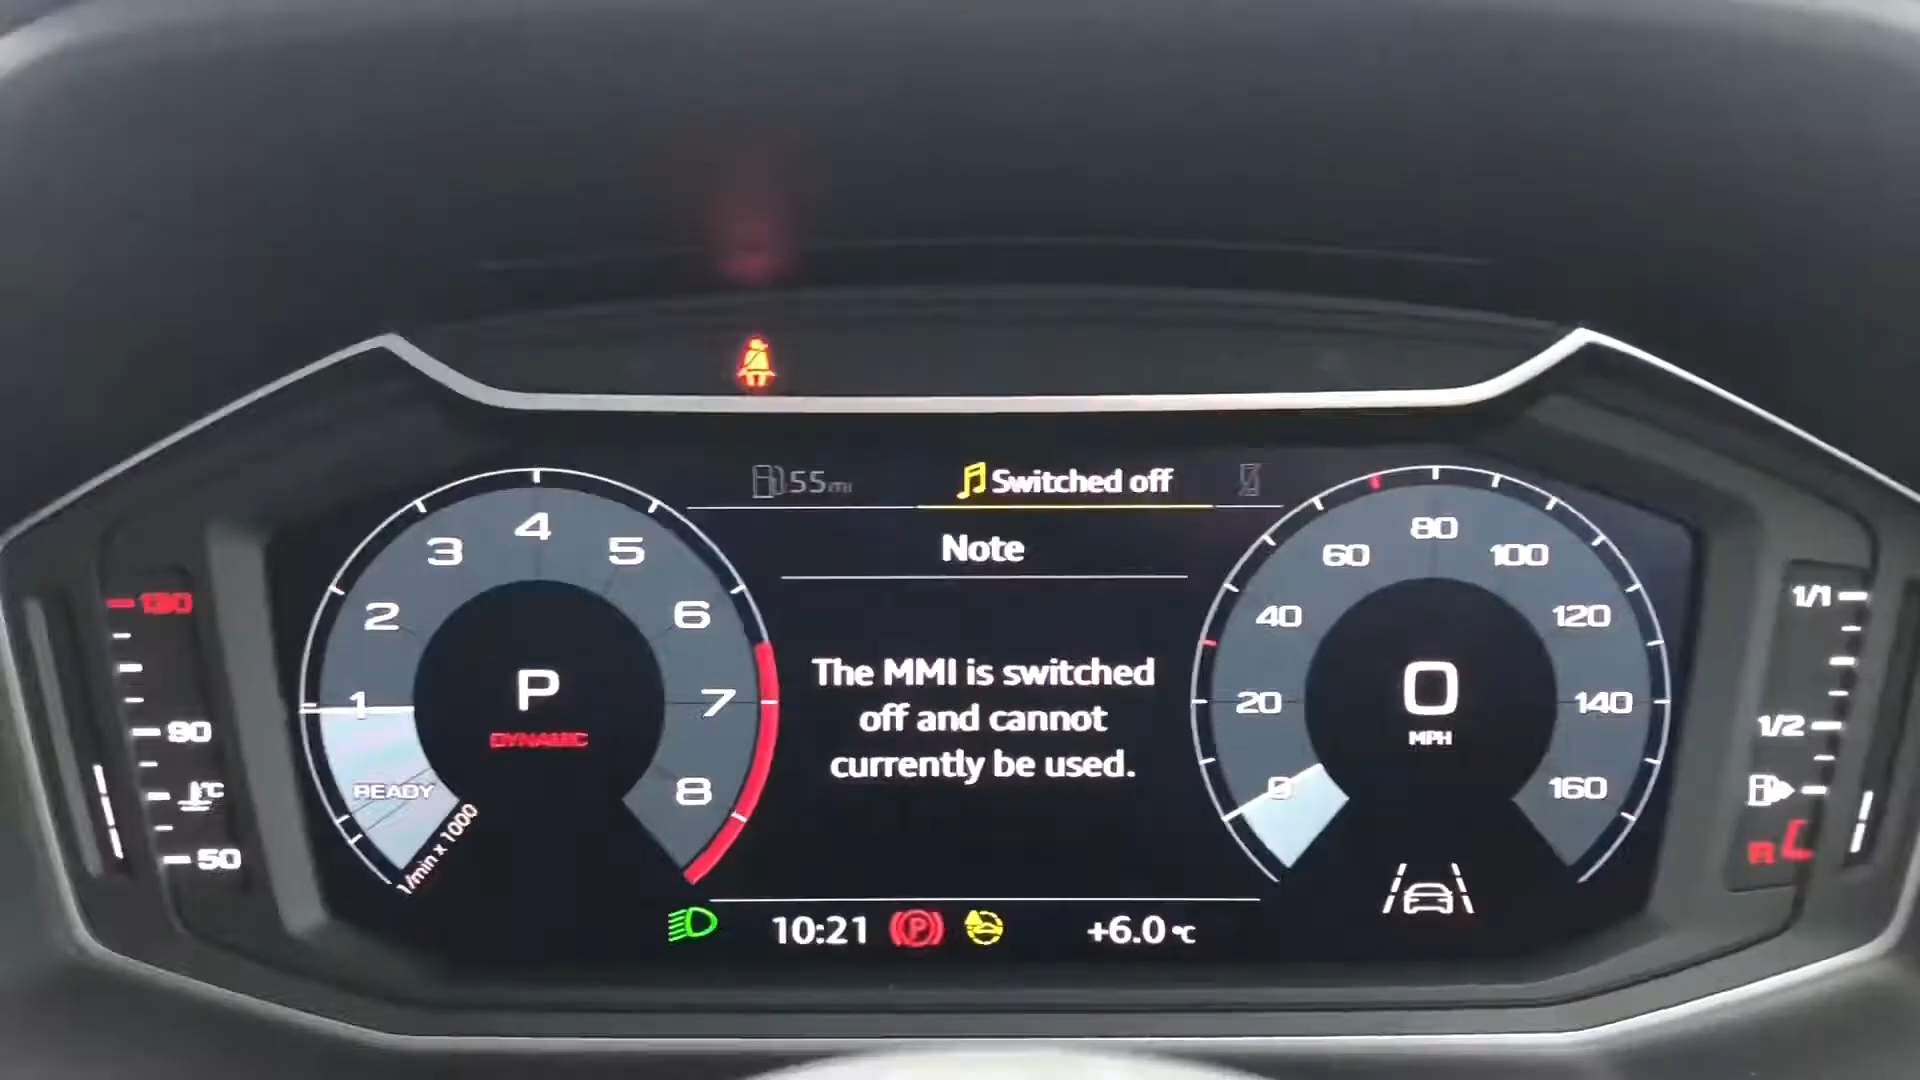 55mi
Switched off
Note
The MMI is switched
off and cannot
currently be used.
130
90
°C
50
1
2
3
4
5
6
7
8
P
DYNAMIC
READY
1/min x 1000
0
20
40
60
80
100
120
140
160
0
MPH
1/1
1/2
R
10:21
P
+6.0 °C